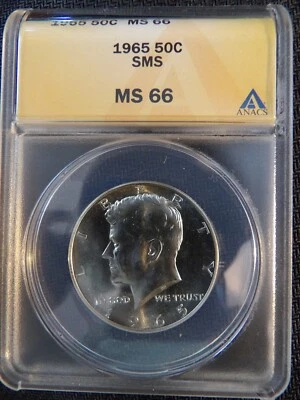 1965 50C MS 66
1965 50C
SMS
MS 66
ANACS
LIBERTY
IN GOD WE TRUST
1965